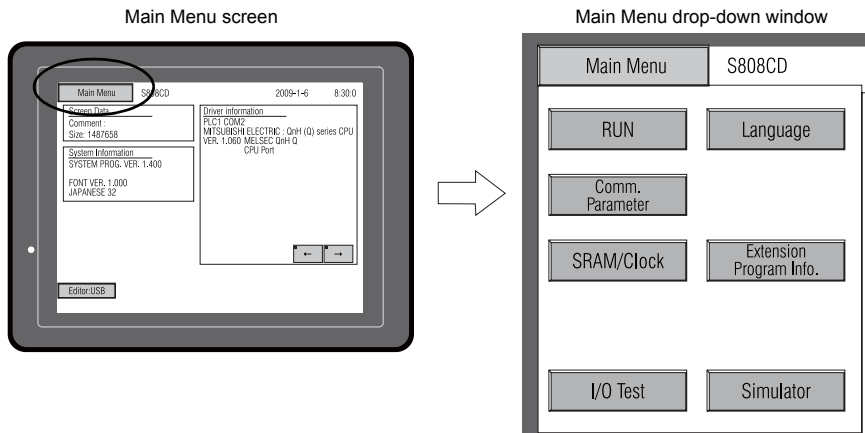 Main Menu screen
Main Menu
S808CD
2009-1-6
8:30:0
Screen Data
Comment :
Size: 1487658
System Information
SYSTEM PROG. VER. 1.400
FONT VER. 1.000
JAPANESE 32
Driver information
PLC1 COM2
MITSUBISHI ELECTRIC : QnH (Q) series CPU
VER. 1.060 MELSEC QnH Q
CPU Port
← →
Editor:USB
Main Menu drop-down window
Main Menu
S808CD
RUN
Language
Comm.
Parameter
SRAM/Clock
Extension
Program Info.
I/O Test
Simulator